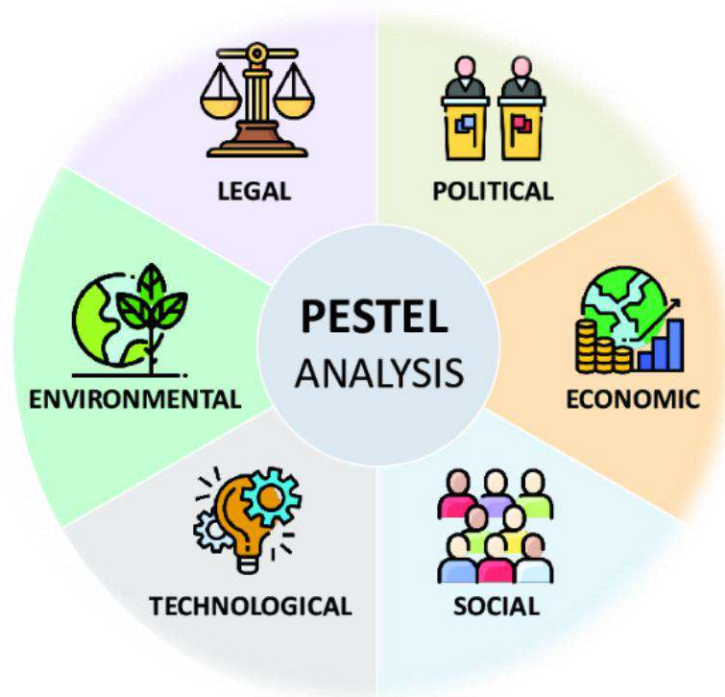 LEGAL
POLITICAL
PESTEL
ANALYSIS
ENVIRONMENTAL
ECONOMIC
TECHNOLOGICAL
SOCIAL